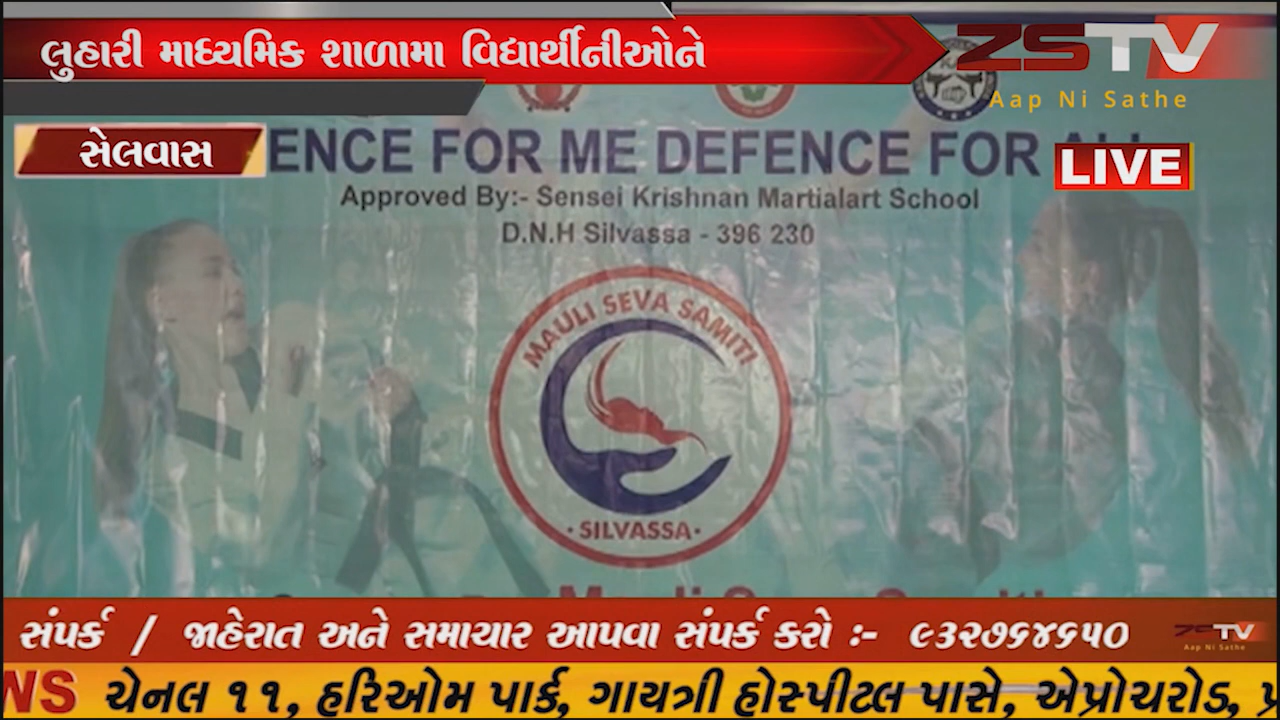 લુહારી માધ્યમિક શાળામા વિદ્યાર્થીનીઓને
ZSTV
Aap Ni Sathe
સેલવાસ
ENCE FOR ME DEFENCE FOR
LIVE
Approved By:- Sensei Krishnan Martialart School
D.N.H Silvassa - 396 230
MAULI SEVA SAMITI
· SILVASSA ·
સંપર્ક / જાહેરાત અને સમાચાર આપવા સંપર્ક કરો :- ૯૩૨૭૬૪૬૫૦
ZSTV
Aap Ni Sathe
WS ચેનલ ૧૧, હરિઓમ પાર્ક, ગાયત્રી હોસ્પીટલ પાસે, એપ્રોચરોડ,